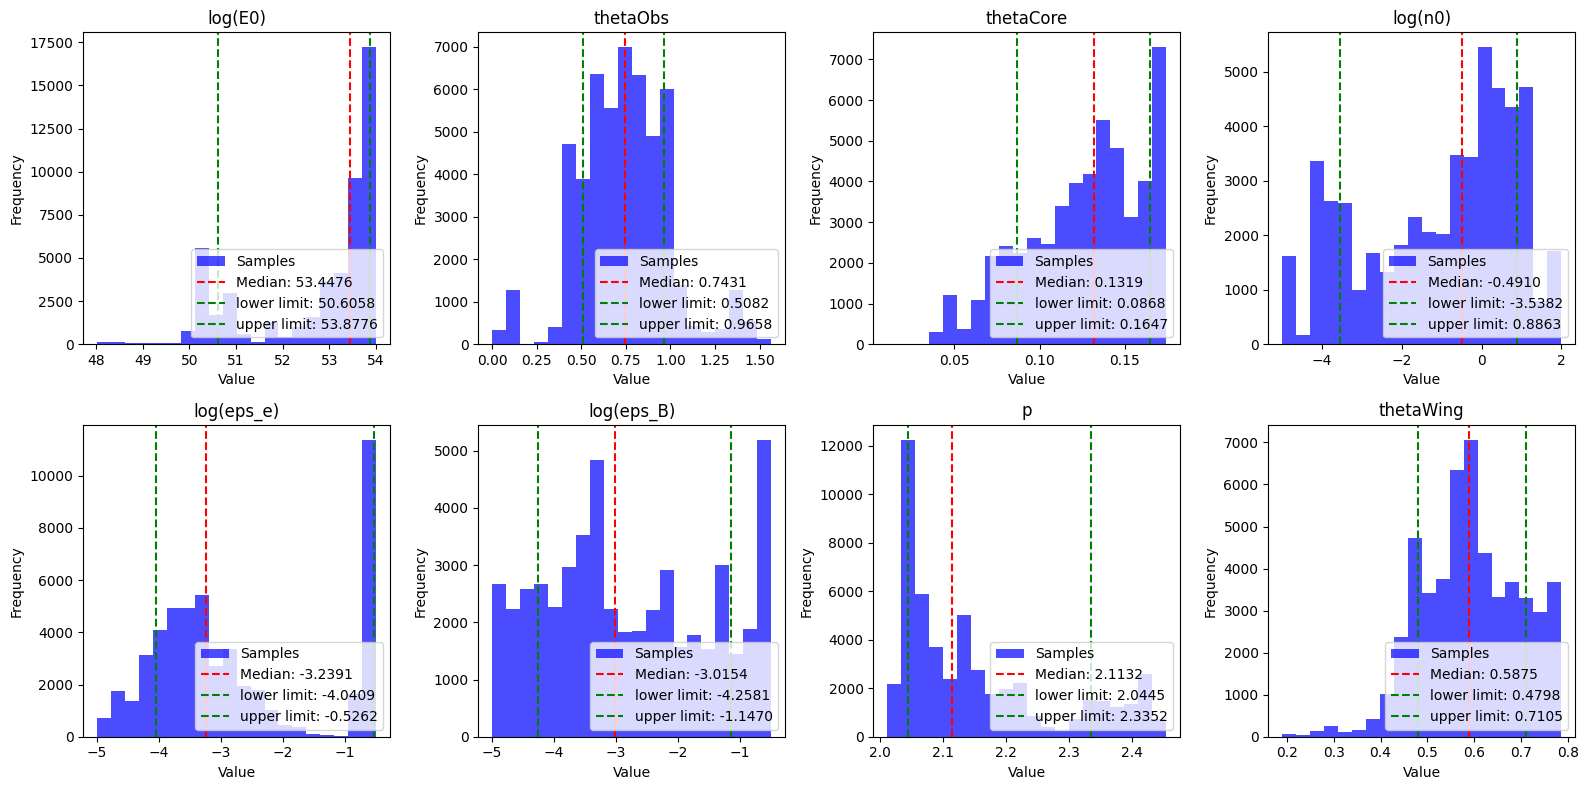 log(E0)
17500
15000
12500
10000
7500
5000
2500
0
Frequency
48 49 50 51 52 53 54
Value
Samples
Median: 53.4476
lower limit: 50.6058
upper limit: 53.8776
thetaObs
7000
6000
5000
4000
3000
2000
1000
0
Frequency
0.00 0.25 0.50 0.75 1.00 1.25 1.50
Value
Samples
Median: 0.7431
lower limit: 0.5082
upper limit: 0.9658
thetaCore
7000
6000
5000
4000
3000
2000
1000
0
Frequency
0.05 0.10 0.15
Value
Samples
Median: 0.1319
lower limit: 0.0868
upper limit: 0.1647
log(n0)
5000
4000
3000
2000
1000
0
Frequency
−4 −2 0 2
Value
Samples
Median: -0.4910
lower limit: -3.5382
upper limit: 0.8863
log(eps_e)
10000
8000
6000
4000
2000
0
Frequency
−5 −4 −3 −2 −1
Value
Samples
Median: -3.2391
lower limit: -4.0409
upper limit: -0.5262
log(eps_B)
5000
4000
3000
2000
1000
0
Frequency
−5 −4 −3 −2 −1
Value
Samples
Median: -3.0154
lower limit: -4.2581
upper limit: -1.1470
p
12000
10000
8000
6000
4000
2000
0
Frequency
2.0 2.1 2.2 2.3 2.4
Value
Samples
Median: 2.1132
lower limit: 2.0445
upper limit: 2.3352
thetaWing
7000
6000
5000
4000
3000
2000
1000
0
Frequency
0.2 0.3 0.4 0.5 0.6 0.7 0.8
Value
Samples
Median: 0.5875
lower limit: 0.4798
upper limit: 0.7105